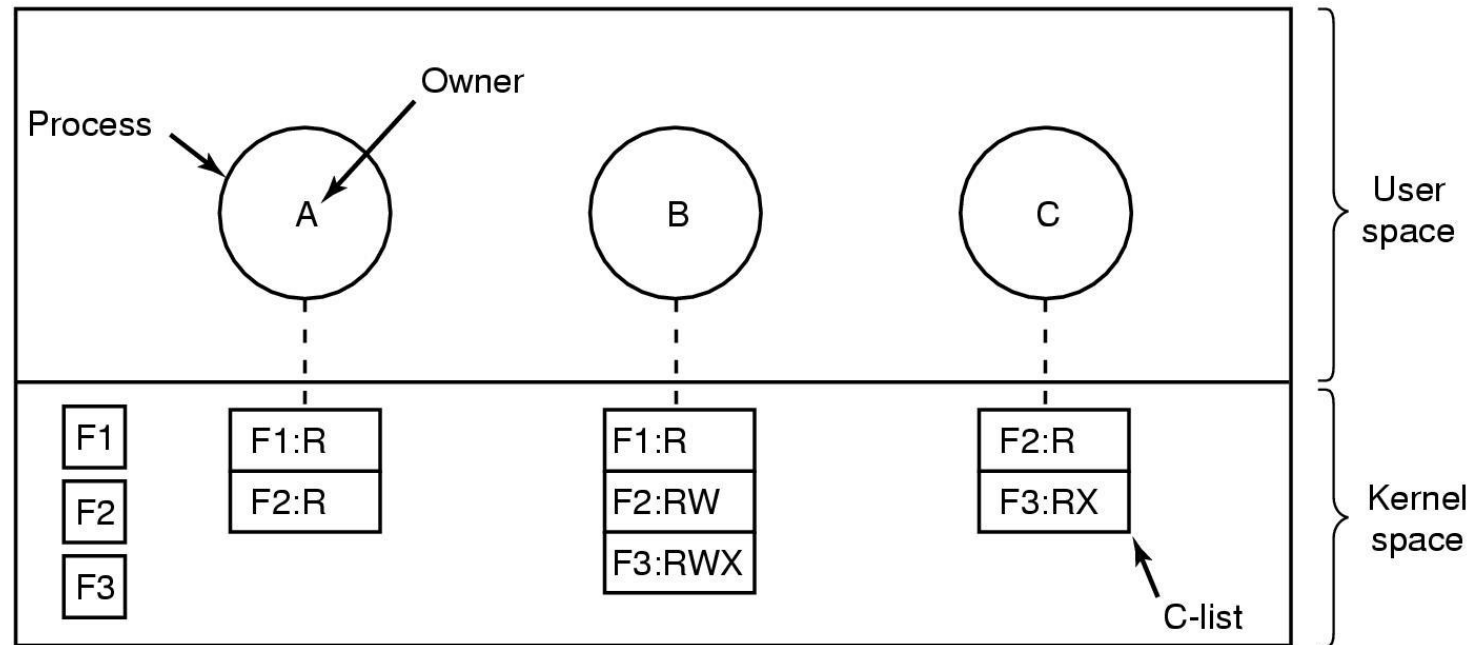 Owner
Process
A
B
C
User
space
F1
F2
F3
F1:R
F2:R
F1:R
F2:RW
F3:RWX
F2:R
F3:RX
C-list
Kernel
space